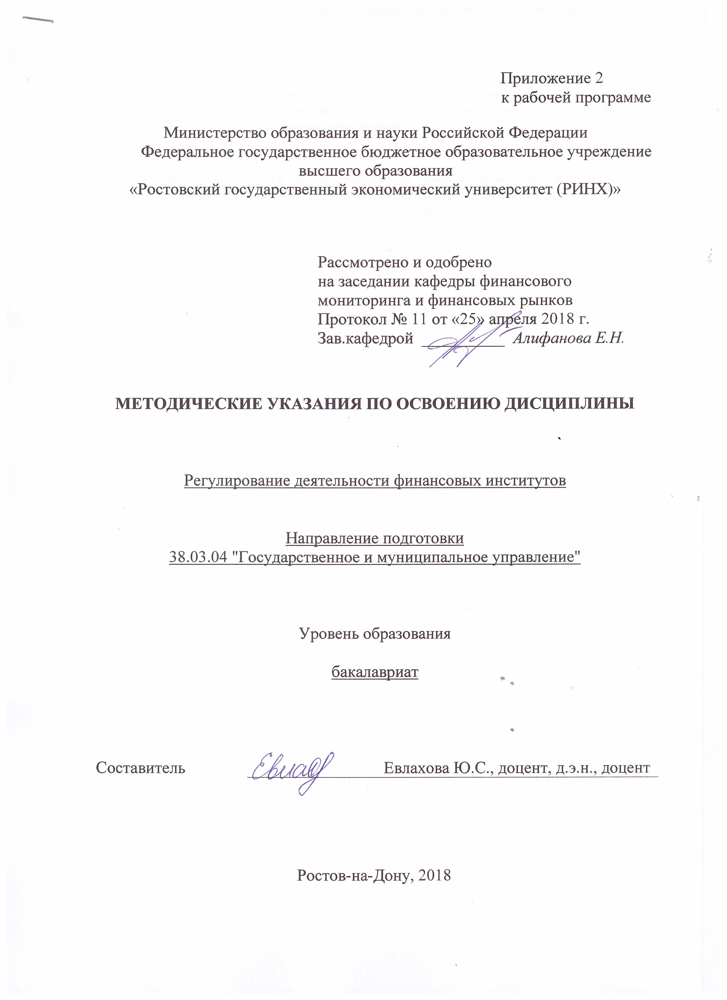 Приложение 2
к рабочей программе
Министерство образования и науки Российской Федерации
Федеральное государственное бюджетное образовательное учреждение
высшего образования
«Ростовский государственный экономический университет (РИНХ)»
Рассмотрено и одобрено
на заседании кафедры финансового
мониторинга и финансовых рынков
Протокол № 11 от «25» апреля 2018 г.
Зав.кафедрой __________ Алифанова Е.Н.
МЕТОДИЧЕСКИЕ УКАЗАНИЯ ПО ОСВОЕНИЮ ДИСЦИПЛИНЫ
Регулирование деятельности финансовых институтов
Направление подготовки
38.03.04 "Государственное и муниципальное управление"
Уровень образования
бакалавриат
Составитель Евлахова Ю.С., доцент, д.э.н., доцент
Ростов-на-Дону, 2018